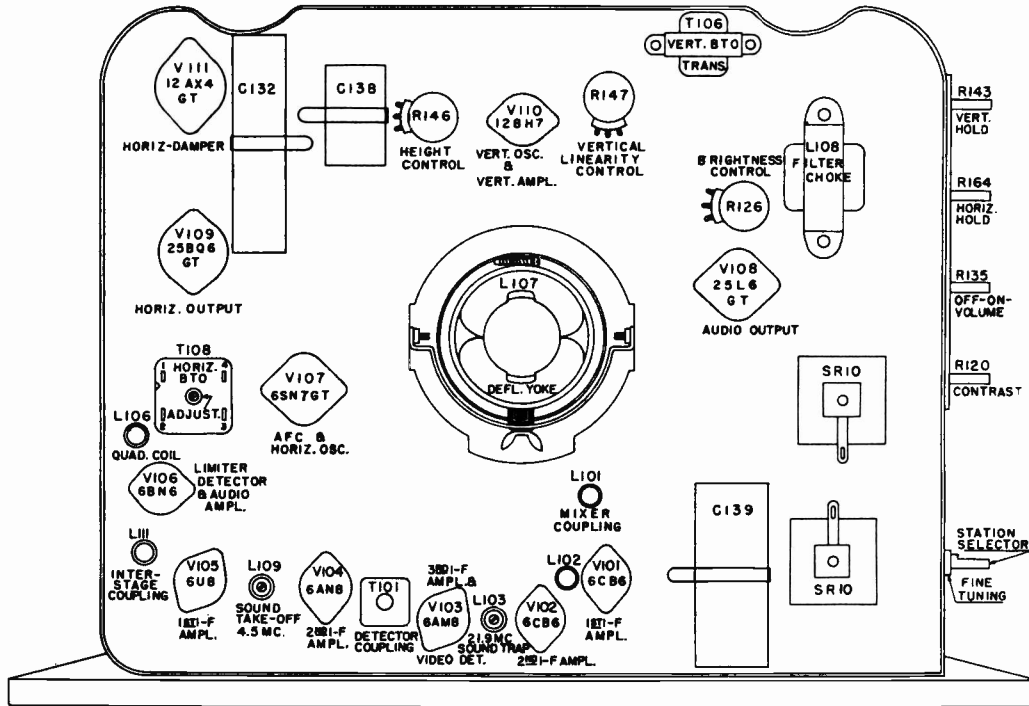 T106
VERT. BTO
TRANS.
V111
12AX4
GT
C132
C138
R146
HEIGHT
CONTROL
HORIZ-DAMPER
V110
12BH7
VERT. OSC.
&
VERT. AMPL.
R147
VERTICAL
LINEARITY
CONTROL
BRIGHTNESS
CONTROL
R126
L108
FILTER
CHOKE
R143
VERT.
HOLD
R164
HORIZ.
HOLD
R135
OFF-ON-
VOLUME
R120
CONTRAST
V109
25BQ6
GT
HORIZ. OUTPUT
L107
DEFL. YOKE
V108
25L6
GT
AUDIO OUTPUT
T108
1 4
HORIZ.
BTO
ADJUST.
2 3
L106
QUAD. COIL
V107
6SN7GT
AFC &
HORIZ. OSC.
SR10
V106
6BN6
LIMITER
DETECTOR
& AUDIO
AMPL.
L101
MIXER
COUPLING
C139
SR10
STATION
SELECTOR
FINE
TUNING
L111
INTER-
STAGE
COUPLING
V105
6U8
1ST I-F
AMPL.
L109
SOUND
TAKE-OFF
4.5 MC.
V104
6AN8
2ND I-F
AMPL.
T101
DETECTOR
COUPLING
3RD I-F
AMPL. &
V103
6AM8
VIDEO DET.
L103
21.9 MC
SOUND TRAP
V102
6CB6
2ND I-F AMPL.
L102
V101
6CB6
1ST I-F
AMPL.